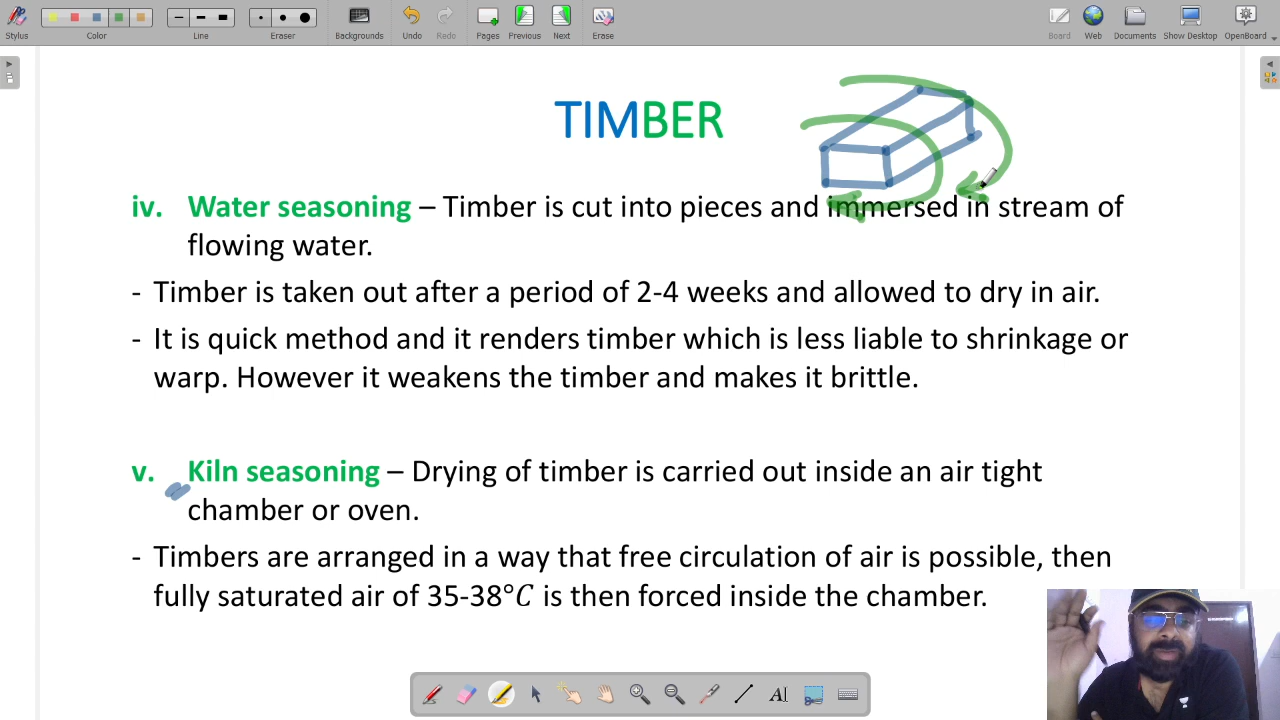 Stylus Color Line Eraser Backgrounds Undo Redo Pages Previous Next Erase Board Web Documents Show Desktop OpenBoard
TIMBER
iv. Water seasoning – Timber is cut into pieces and immersed in stream of
flowing water.
- Timber is taken out after a period of 2-4 weeks and allowed to dry in air.
- It is quick method and it renders timber which is less liable to shrinkage or
warp. However it weakens the timber and makes it brittle.
v. Kiln seasoning – Drying of timber is carried out inside an air tight
chamber or oven.
- Timbers are arranged in a way that free circulation of air is possible, then
fully saturated air of 35-38°C is then forced inside the chamber.
AI